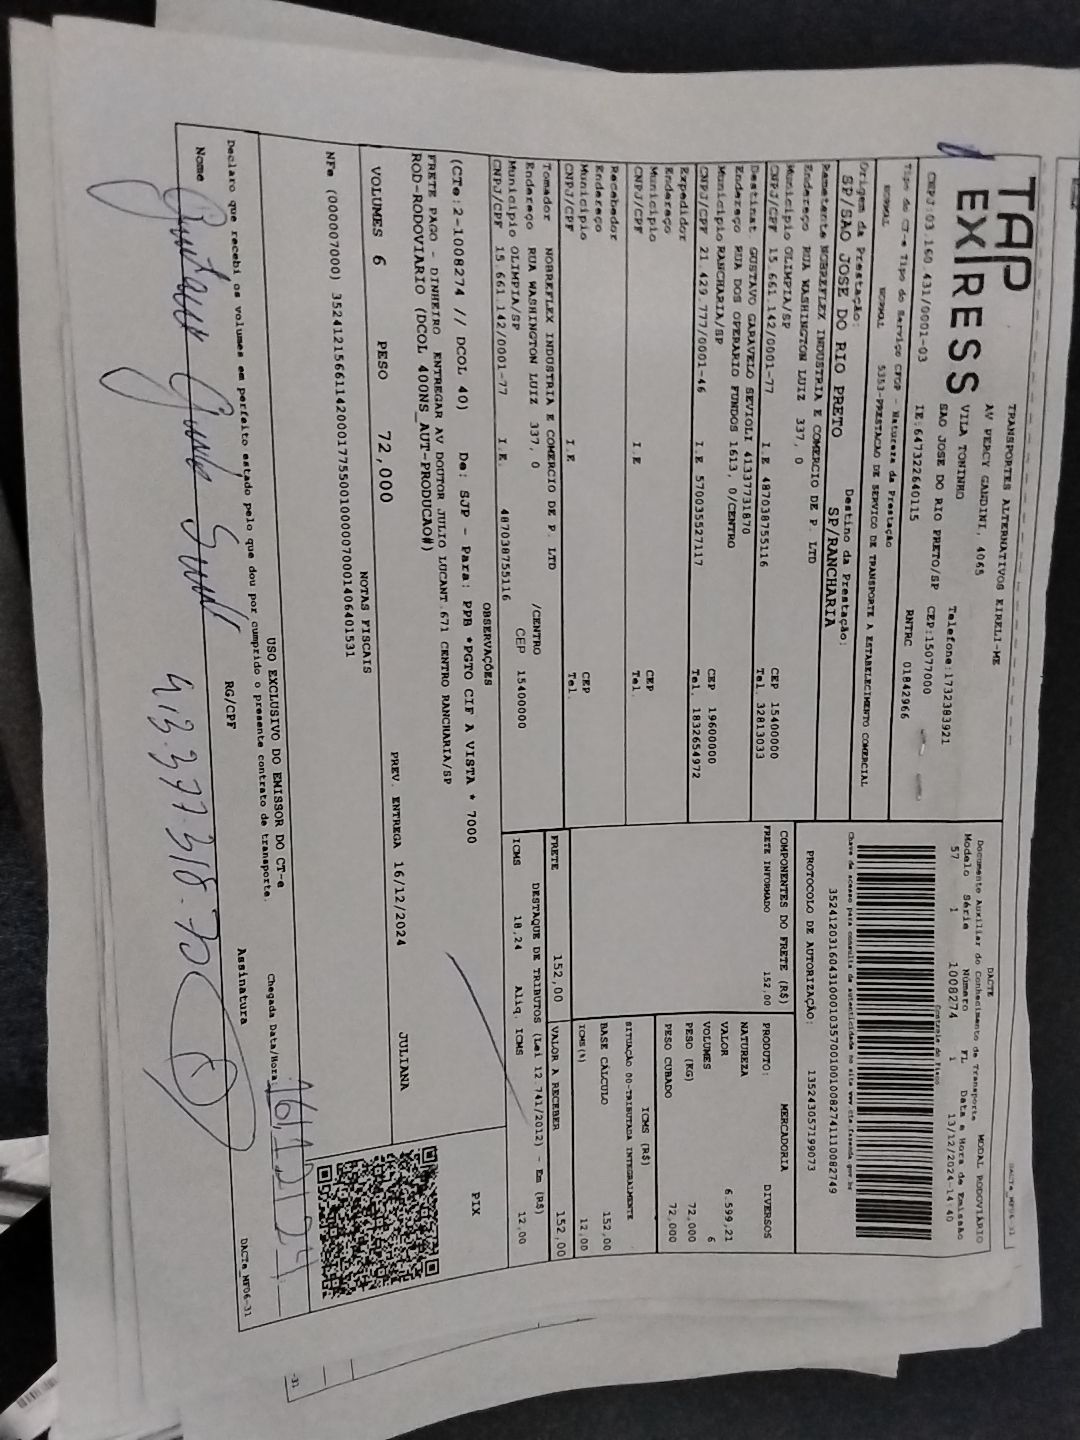 TAP
EX/RESS
TRANSPORTES ALTERNATIVOS EIRELI-ME
AV PERCY GANDINI, 4065
VILA TONINHO Telefone:1732383921
SAO JOSE DO RIO PRETO/SP CEP:15077000
CNPJ:03.160.431/0001-03 IE:647322640115 RNTRC 01842966
Tipo do CT-e Tipo do Serviço CFOP - Natureza da Prestação
NORMAL NORMAL 5353-PRESTACAO DE SERVICO DE TRANSPORTE A ESTABELECIMENTO COMERCIAL
Origem da Prestação: Destino da Prestação:
SP/SAO JOSE DO RIO PRETO SP/RANCHARIA
Remetente NOBREFLEX INDUSTRIA E COMERCIO DE P. LTD
Endereço RUA WASHINGTON LUIZ 337, 0
Município OLIMPIA/SP CEP 15400000
CNPJ/CPF 15.661.142/0001-77 I.E 487038755116 Tel. 32813033
Destinat GUSTAVO GARAVELO SEVIOLI 41337731870
Endereço RUA DOS OPERARIO FUNDOS 1613, 0/CENTRO
Município RANCHARIA/SP CEP 19600000
CNPJ/CPF 21.429.777/0001-46 I.E 570035527117 Tel. 1832654972
Expedidor
Endereço
Município CEP
CNPJ/CPF I.E Tel.
Recebedor
Endereço
Município CEP
CNPJ/CPF I.E Tel.
Tomador NOBREFLEX INDUSTRIA E COMERCIO DE P. LTD
Endereço RUA WASHINGTON LUIZ 337, 0 /CENTRO
Município OLIMPIA/SP CEP 15400000
CNPJ/CPF 15.661.142/0001-77 I.E. 487038755116
DACTE_MF06-31
DACTE MODAL RODOVIÁRIO
Documento Auxiliar do Conhecimento de Transporte
Modelo Série Número FL Data e Hora de Emissão
57 1 1008274 1 13/12/2024-14:40
Controle do Fisco
Chave de acesso para consulta de autenticidade no site www.cte.fazenda.gov.br
35241203160431000103570010010082741110082749
PROTOCOLO DE AUTORIZAÇÃO: 135243057199073
COMPONENTES DO FRETE (R$)
FRETE INFORMADO 152,00
PRODUTO: MERCADORIA
NATUREZA DIVERSOS
VALOR 6.599,21
VOLUMES 6
PESO (KG) 72,000
PESO CUBADO 72,000
ICMS (R$)
SITUAÇÃO 00-TRIBUTADA INTEGRALMENTE
BASE CÁLCULO 152,00
ICMS (%) 12,00
FRETE 152,00 VALOR A RECEBER 152,00
DESTAQUE DE TRIBUTOS (Lei 12.741/2012) - Em (R$)
ICMS 18,24 Aliq. ICMS 12,00
OBSERVAÇÕES
(CTe:2-1008274 // DCOL 40) De: SJP - Para: PPB *PGTO CIF A VISTA * 7000
FRETE PAGO - DINHEIRO ENTREGAR AV DOUTOR JULIO LUCANT 671 CENTRO RANCHARIA/SP
ROD-RODOVIARIO (DCOL 400NS_AUT-PRODUCAO#)
PIX
VOLUMES 6 PESO 72,000 PREV. ENTREGA 16/12/2024 JULIANA
NOTAS FISCAIS
NFe (000007000) 35241215661142000177550010000070001406401531
USO EXCLUSIVO DO EMISSOR DO CT-e
Declaro que recebi os volumes em perfeito estado pelo que dou por cumprido o presente contrato de transporte.
Chegada Data/Hora: 16/12/24
Nome RG/CPF Assinatura
DACTe_MF06-31
-31